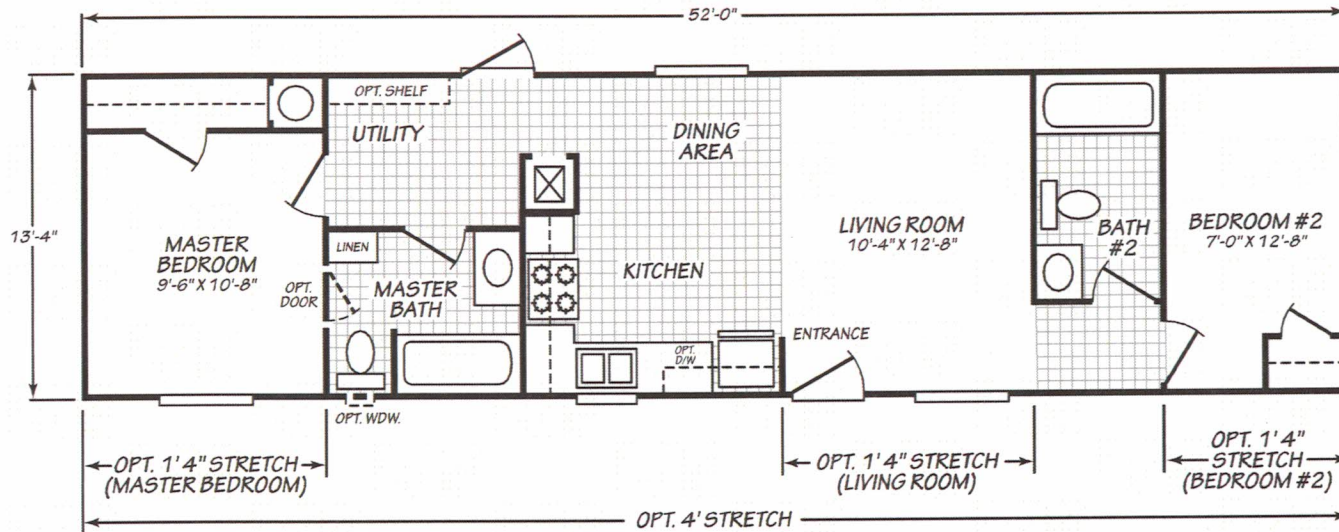 52'-0"
13'-4"
OPT. SHELF
UTILITY
DINING
AREA
MASTER
BEDROOM
9'-6" X 10'-8"
LINEN
OPT.
DOOR
MASTER
BATH
OPT. WDW.
KITCHEN
OPT.
D/W
ENTRANCE
LIVING ROOM
10'-4" X 12'-8"
BATH
#2
BEDROOM #2
7'-0" X 12'-8"
OPT. 1' 4" STRETCH
(MASTER BEDROOM)
OPT. 1' 4" STRETCH
(LIVING ROOM)
OPT. 1' 4"
STRETCH
(BEDROOM #2)
OPT. 4' STRETCH